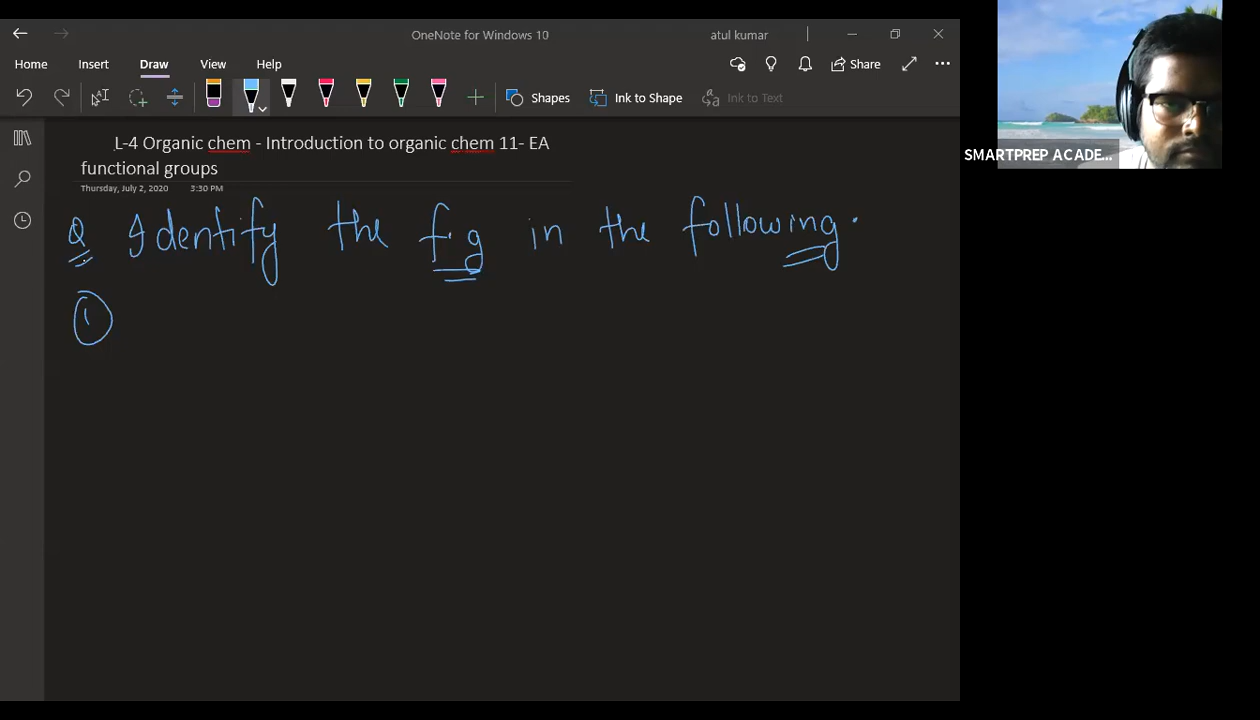 OneNote for Windows 10
atul kumar
Home Insert Draw View Help
Share
Shapes
Ink to Shape
Ink to Text
L-4 Organic chem - Introduction to organic chem 11- EA
functional groups
Thursday, July 2, 2020 3:30 PM
Q Identify the f.g in the following.
1
SMARTPREP ACADE...